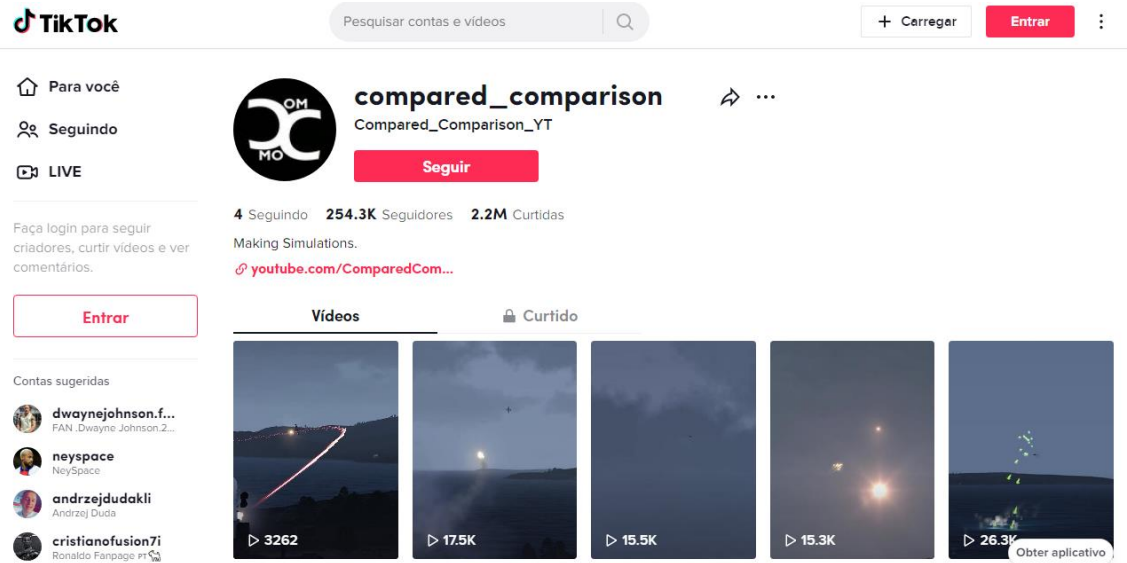 TikTok
Pesquisar contas e vídeos
+ Carregar
Entrar
Para você
Seguindo
LIVE
Faça login para seguir
criadores, curtir vídeos e ver
comentários.
Entrar
Contas sugeridas
dwaynejohnson.f...
FAN .Dwayne Johnson.2...
neyspace
NeySpace
andrzejdudakli
Andrzej Duda
cristianofusion7i
Ronaldo Fanpage PT
OM
MO
compared_comparison
Compared_Comparison_YT
Seguir
4 Seguindo 254.3K Seguidores 2.2M Curtidas
Making Simulations.
youtube.com/ComparedCom...
Vídeos Curtido
3262 17.5K 15.5K 15.3K 26.3K
Obter aplicativo